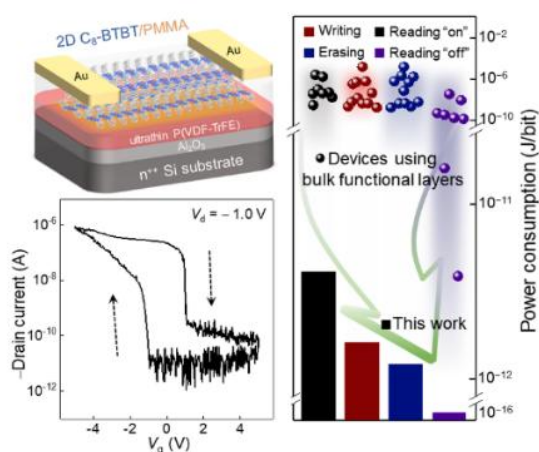 2D C₈-BTBT/PMMA
Au
Au
ultrathin P(VDF-TrFE)
Al₂O₃
n⁺⁺ Si substrate
Vd = − 1.0 V
−Drain current (A)
10⁻⁶
10⁻⁸
10⁻¹⁰
10⁻¹²
-4 -2 0 2 4
Vg (V)
Writing Reading "on"
Erasing Reading "off"
Devices using
bulk functional layers
This work
10⁻²
10⁻⁶
10⁻¹⁰
10⁻¹¹
10⁻¹²
10⁻¹⁶
Power consumption (J/bit)